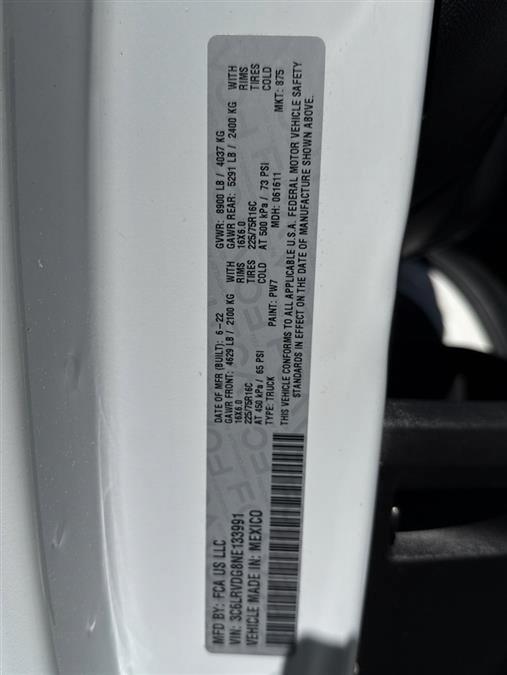 MFD BY: FCA US LLC
VIN: 3C6LRVDG8NE133991
VEHICLE MADE IN: MEXICO
DATE OF MFR (BUILT): 6-22 GVWR: 8900 LB / 4037 KG
GAWR FRONT: 4629 LB / 2100 KG WITH GAWR REAR: 5291 LB / 2400 KG WITH
16X6.0 RIMS 16X6.0 RIMS
225/75R16C TIRES 225/75R16C TIRES
AT 450 kPa / 65 PSI COLD AT 500 kPa / 73 PSI COLD
TYPE: TRUCK PAINT: PW7 MDH: 061611 MKT: 875
THIS VEHICLE CONFORMS TO ALL APPLICABLE U.S.A. FEDERAL MOTOR VEHICLE SAFETY
STANDARDS IN EFFECT ON THE DATE OF MANUFACTURE SHOWN ABOVE.